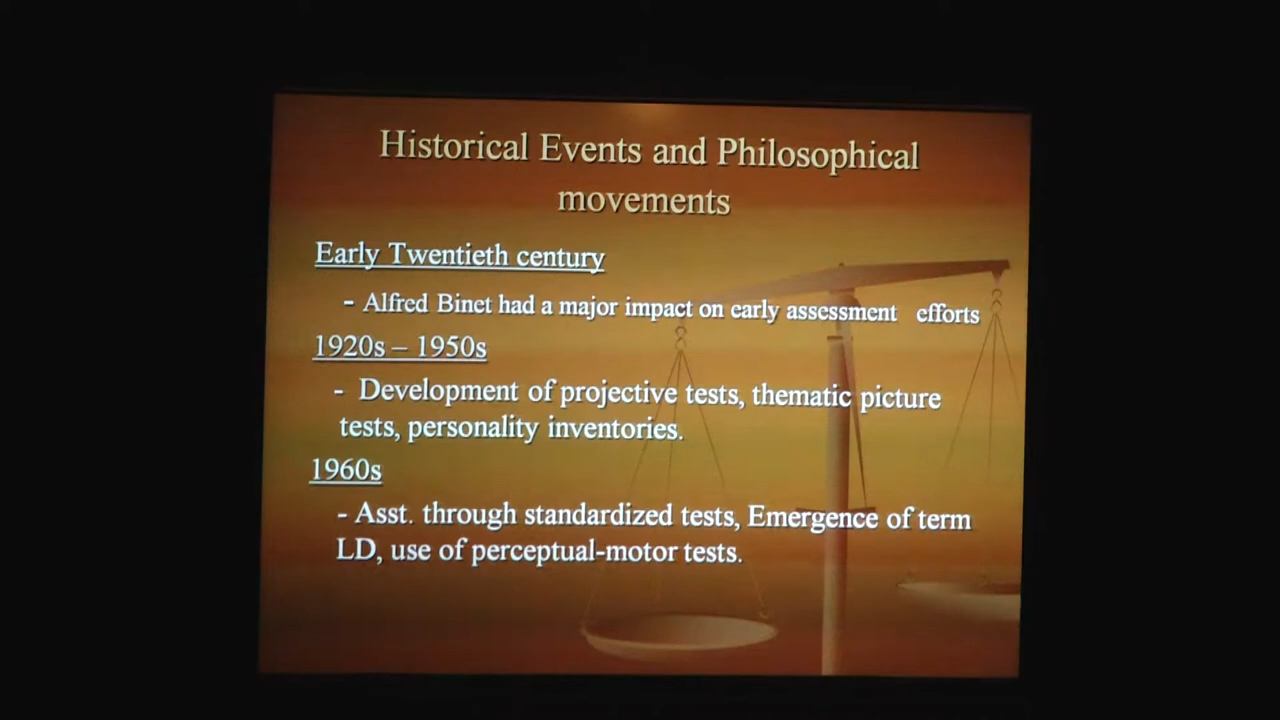 Historical Events and Philosophical
movements
Early Twentieth century
- Alfred Binet had a major impact on early assessment efforts
1920s – 1950s
- Development of projective tests, thematic picture
tests, personality inventories.
1960s
- Asst. through standardized tests, Emergence of term
LD, use of perceptual-motor tests.